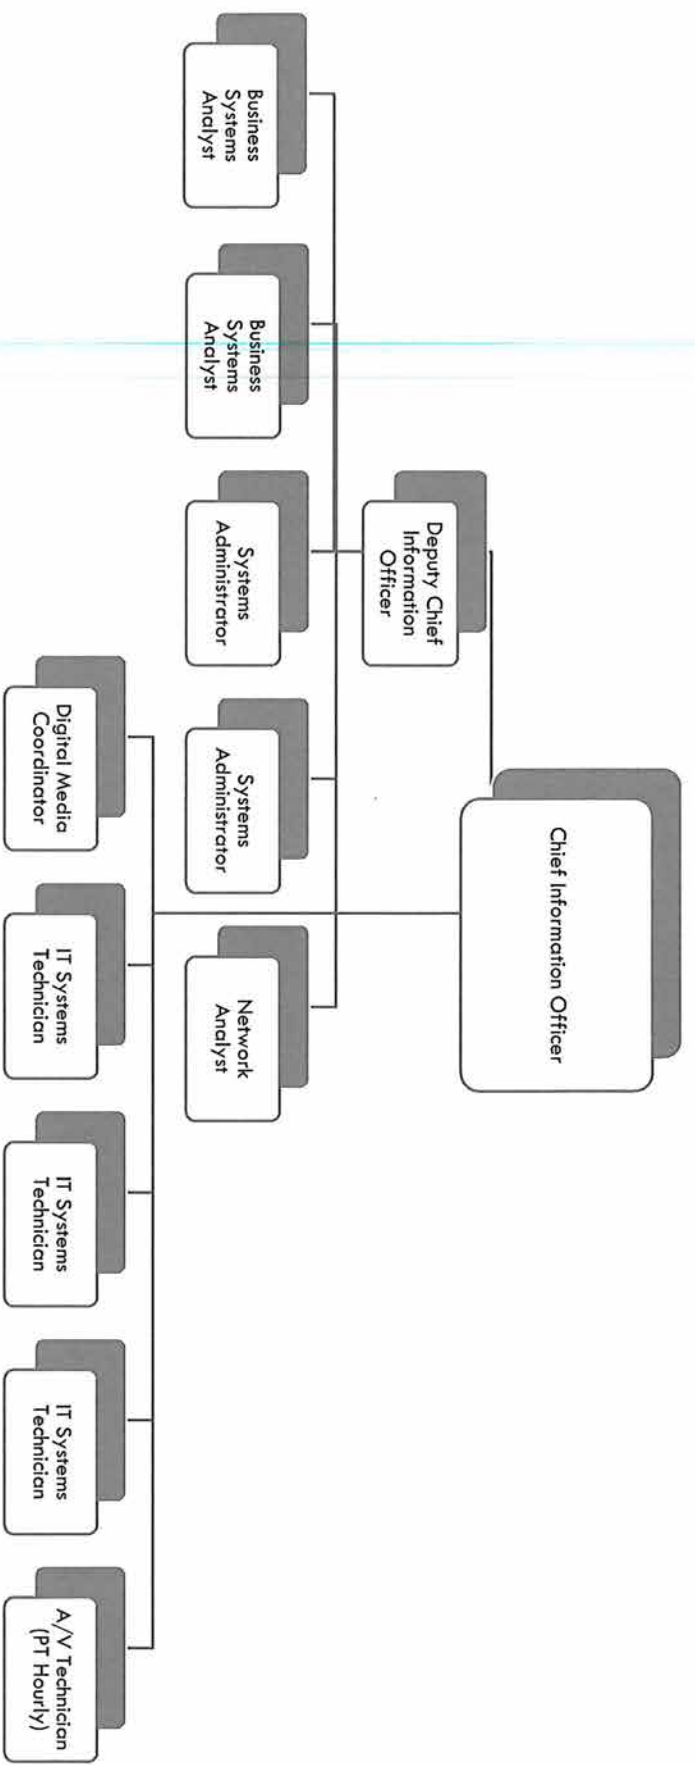 Chief Information Officer
Deputy Chief
Information
Officer
Business
Systems
Analyst
Business
Systems
Analyst
Systems
Administrator
Systems
Administrator
Network
Analyst
Digital Media
Coordinator
IT Systems
Technician
IT Systems
Technician
IT Systems
Technician
A/V Technician
(PT Hourly)